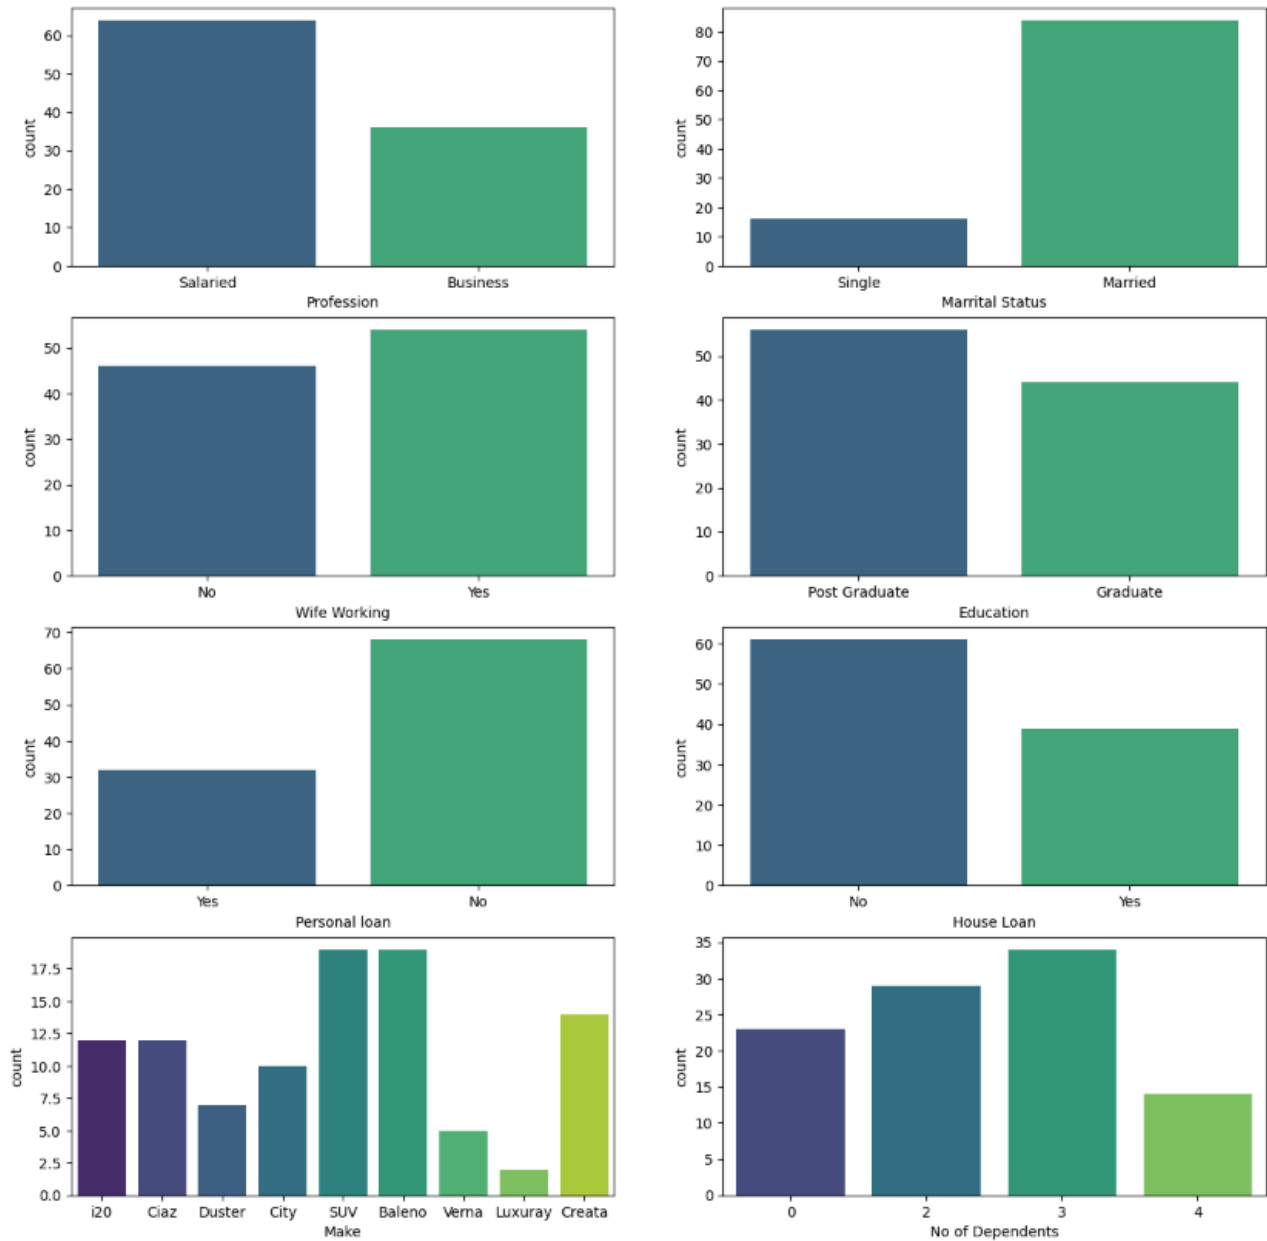 60
50
40
30
20
10
0
count
Salaried Business
Profession
80
70
60
50
40
30
20
10
0
count
Single Married
Marrital Status
50
40
30
20
10
0
count
No Yes
Wife Working
50
40
30
20
10
0
count
Post Graduate Graduate
Education
70
60
50
40
30
20
10
0
count
Yes No
Personal loan
60
50
40
30
20
10
0
count
No Yes
House Loan
17.5
15.0
12.5
10.0
7.5
5.0
2.5
0.0
count
i20 Ciaz Duster City SUV Baleno Verna Luxuray Creata
Make
35
30
25
20
15
10
5
0
count
0 2 3 4
No of Dependents